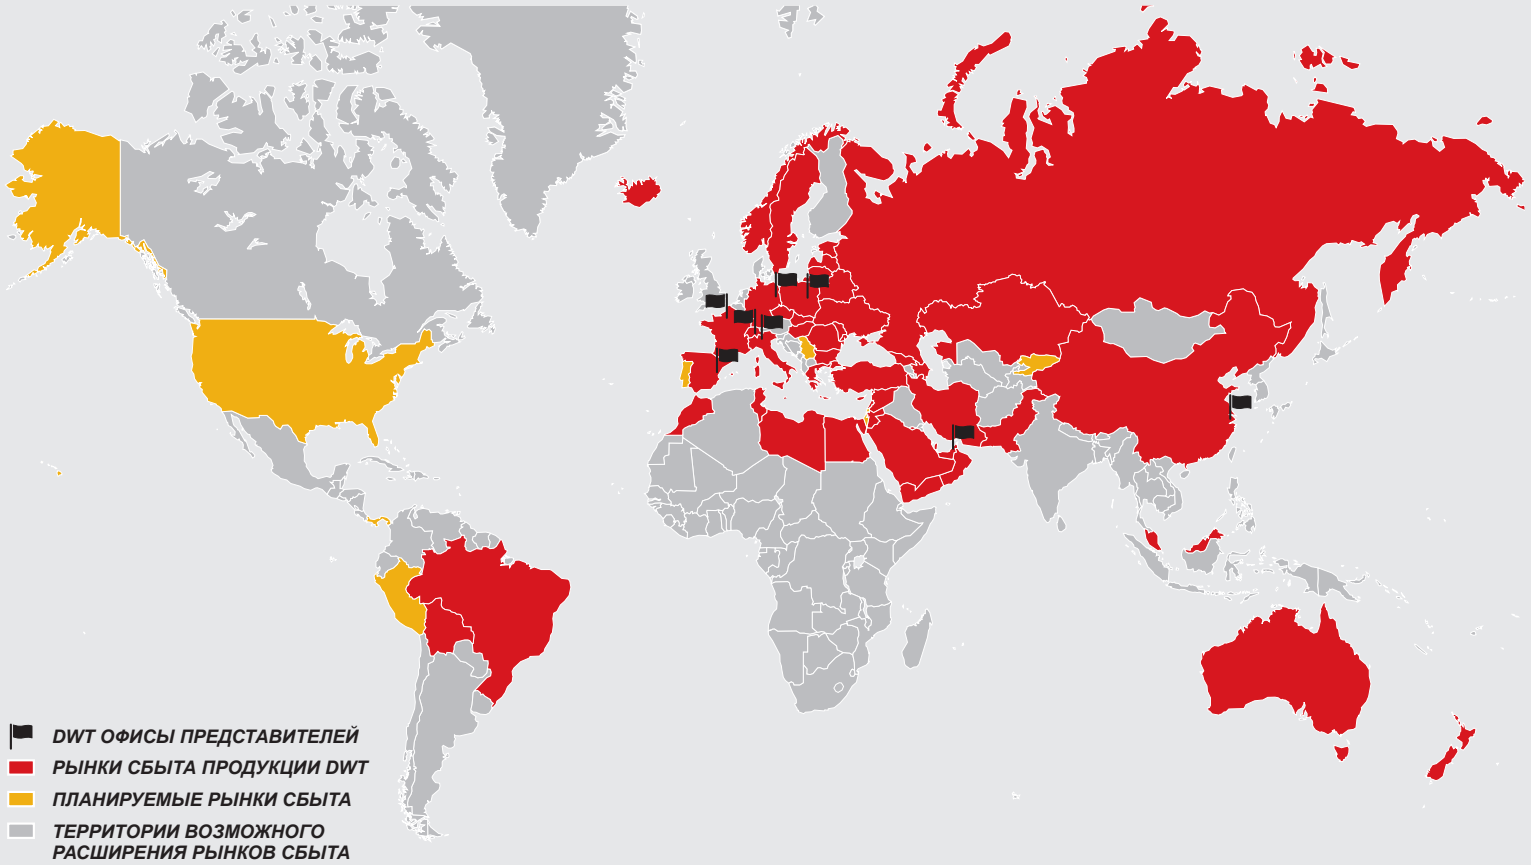 DWT ОФИСЫ ПРЕДСТАВИТЕЛЕЙ
РЫНКИ СБЫТА ПРОДУКЦИИ DWT
ПЛАНИРУЕМЫЕ РЫНКИ СБЫТА
ТЕРРИТОРИИ ВОЗМОЖНОГО
РАСШИРЕНИЯ РЫНКОВ СБЫТА